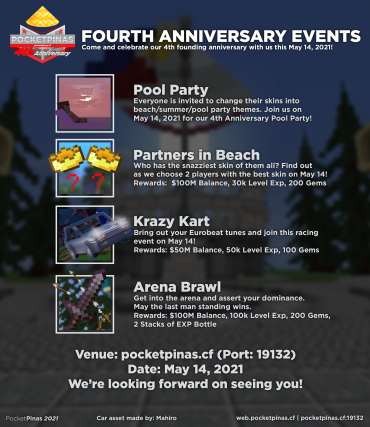 POCKETPINAS
Anniversary
FOURTH ANNIVERSARY EVENTS
Come and celebrate our 4th founding anniversary with us this May 14, 2021!
Pool Party
Everyone is invited to change their skins into
beach/summer/pool party themes. Join us on
May 14, 2021 for our 4th Anniversary Pool Party!
? ?
Partners in Beach
Who has the snazziest skin of them all? Find out
as we choose 2 players with the best skin on May 14!
Rewards: $100M Balance, 30k Level Exp, 200 Gems
Krazy Kart
Bring out your Eurobeat tunes and join this racing
event on May 14!
Rewards: $50M Balance, 50k Level Exp, 100 Gems
Arena Brawl
Get into the arena and assert your dominance.
May the last man standing wins.
Rewards: $100M Balance, 100k Level Exp, 200 Gems,
2 Stacks of EXP Bottle
Venue: pocketpinas.cf (Port: 19132)
Date: May 14, 2021
We're looking forward on seeing you!
PocketPinas 2021
Car asset made by: Mahiro
web.pocketpinas.cf | pocketpinas.cf:19132